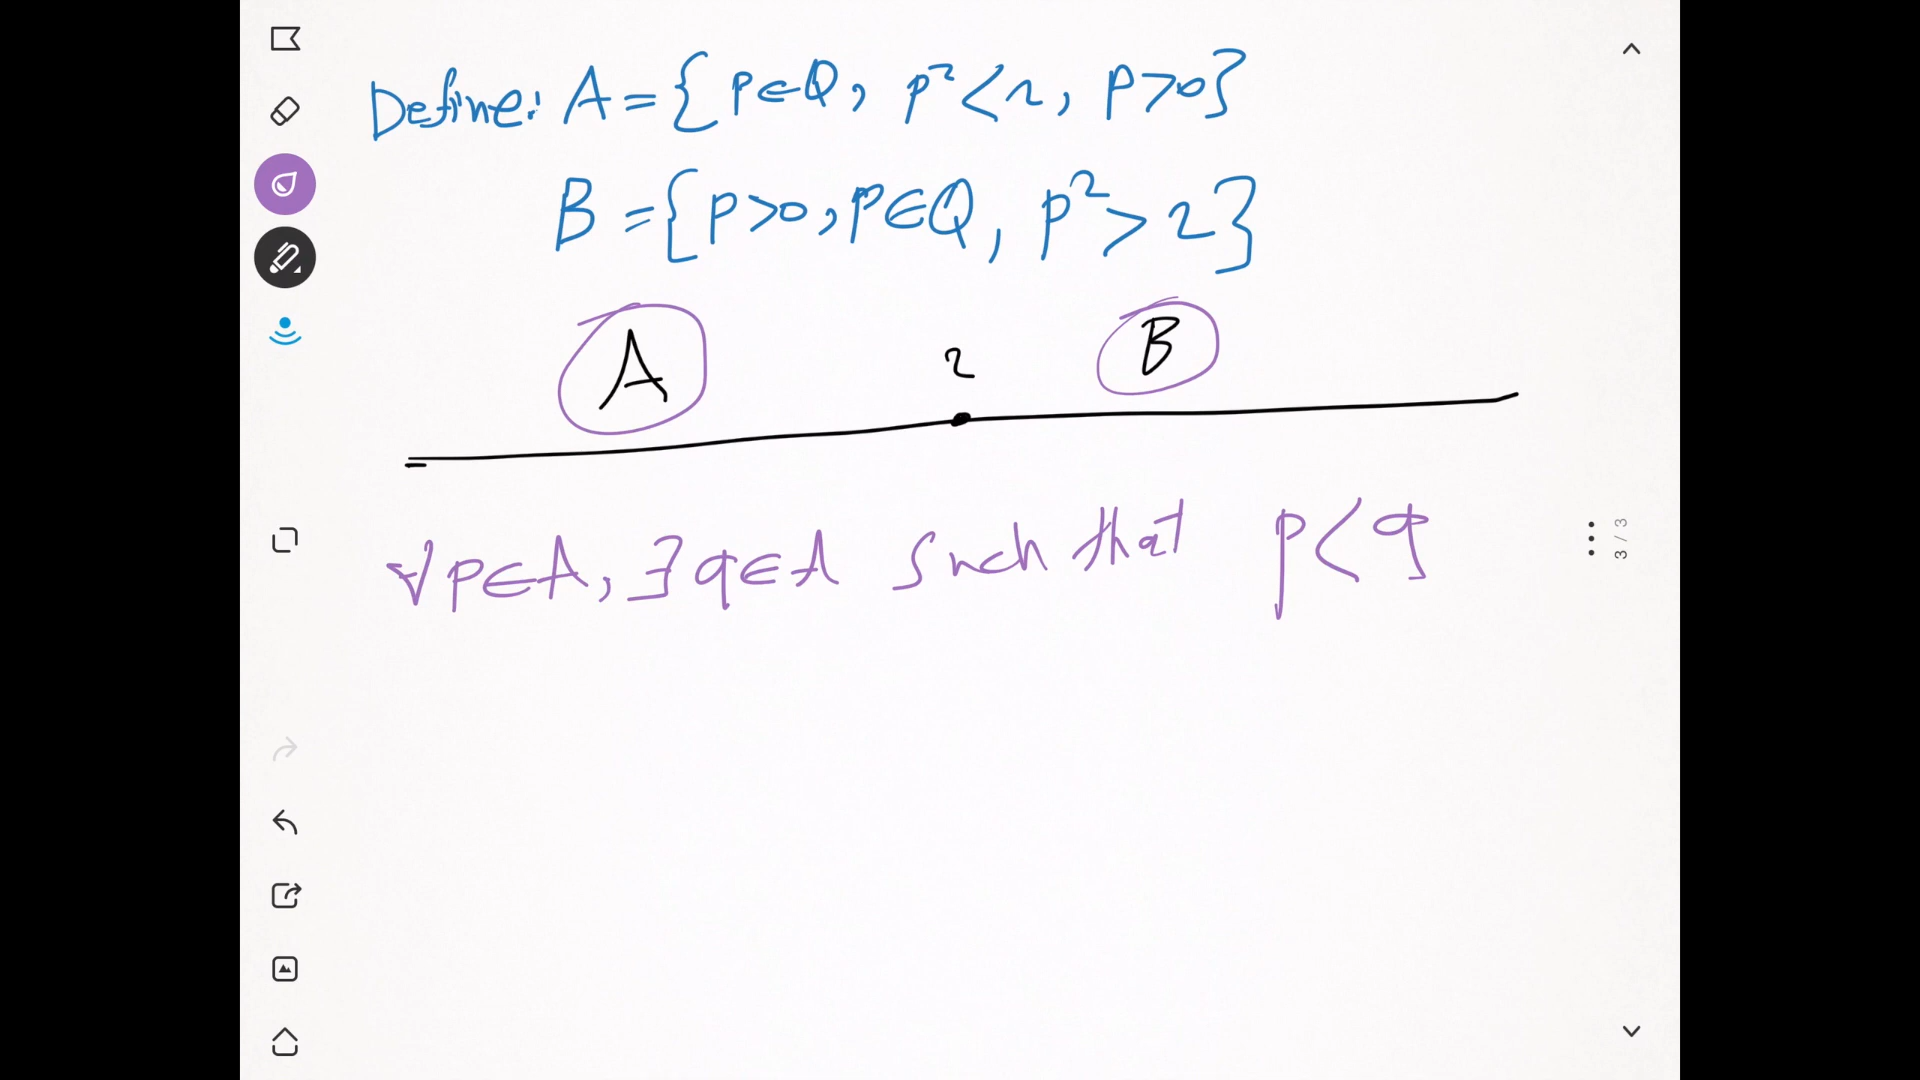 Define: A = { p ∈ Q, p² < 2, p > 0 }
B = { p > 0, p ∈ Q, p² > 2 }
A 2 B
∀ p ∈ A, ∃ q ∈ A such that p < q
3 / 3